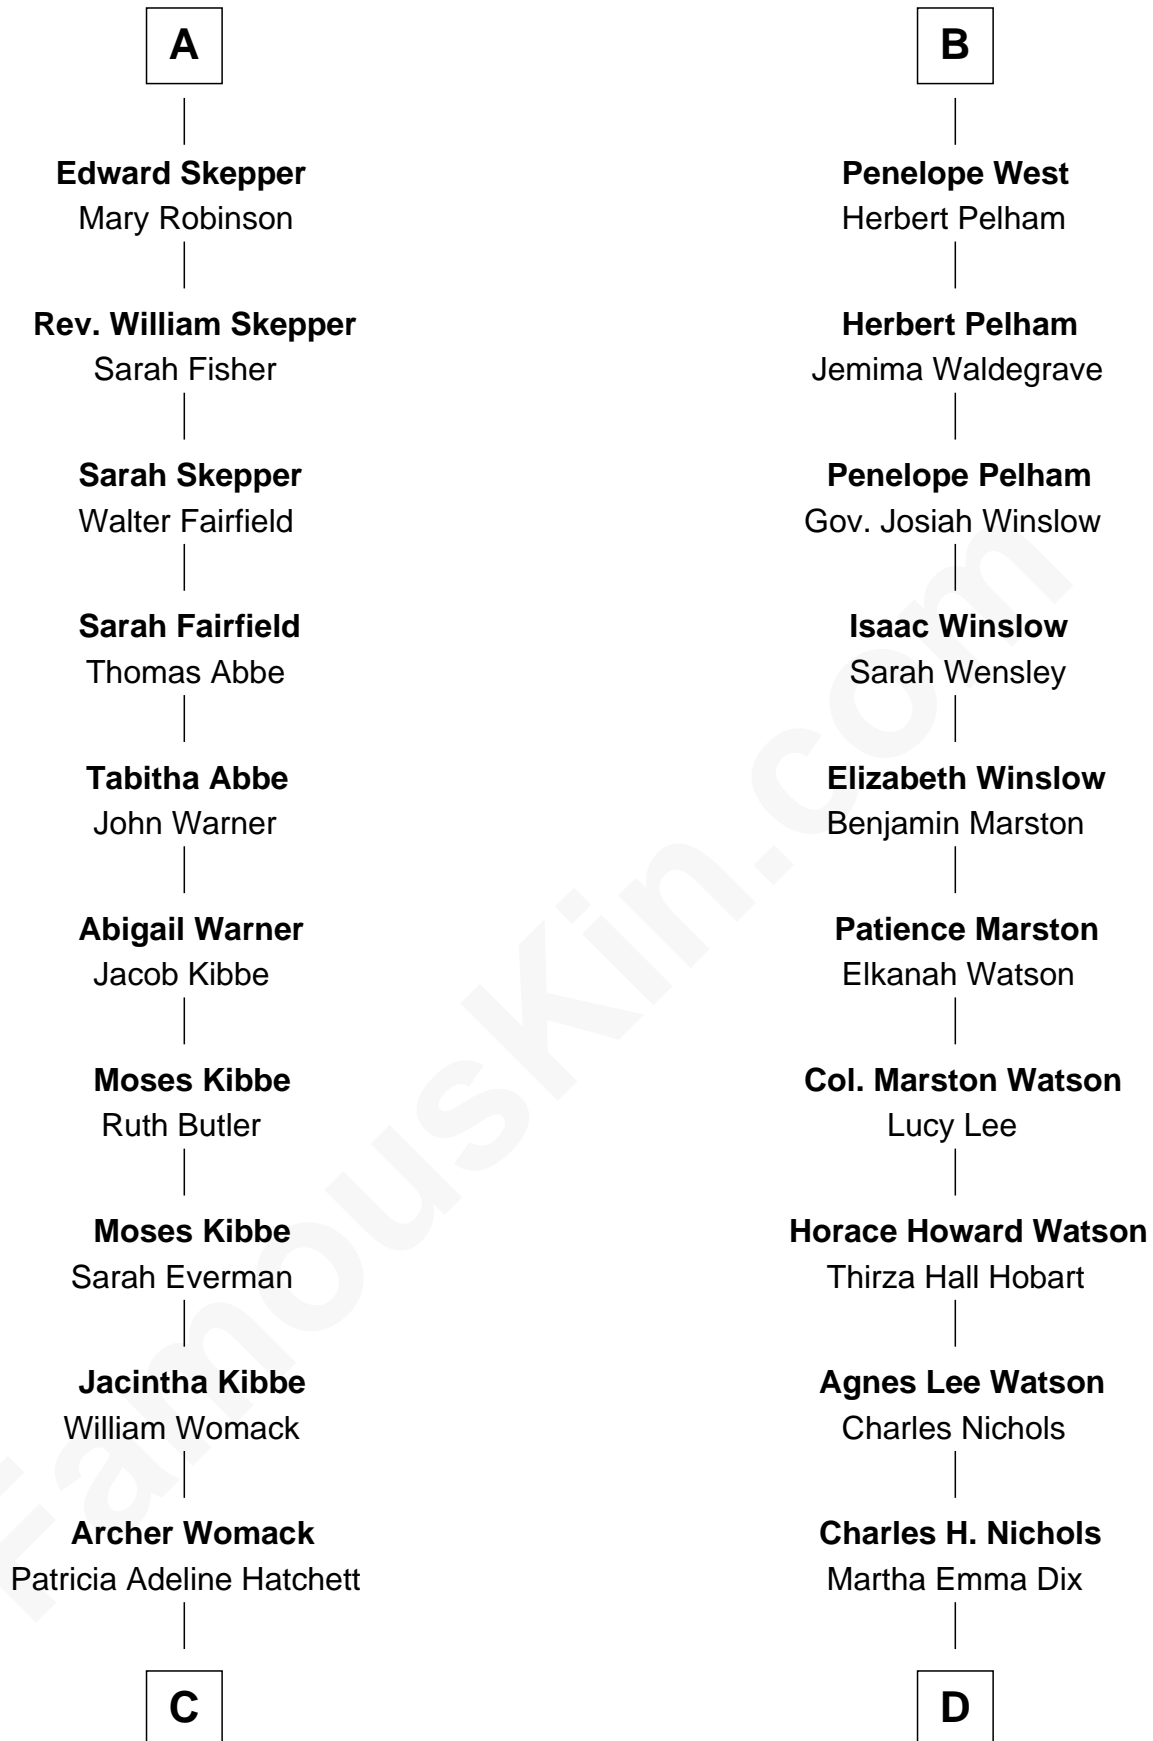 A
Edward Skepper
Mary Robinson
Rev. William Skepper
Sarah Fisher
Sarah Skepper
Walter Fairfield
Sarah Fairfield
Thomas Abbe
Tabitha Abbe
John Warner
Abigail Warner
Jacob Kibbe
Moses Kibbe
Ruth Butler
Moses Kibbe
Sarah Everman
Jacintha Kibbe
William Womack
Archer Womack
Patricia Adeline Hatchett
C
B
Penelope West
Herbert Pelham
Herbert Pelham
Jemima Waldegrave
Penelope Pelham
Gov. Josiah Winslow
Isaac Winslow
Sarah Wensley
Elizabeth Winslow
Benjamin Marston
Patience Marston
Elkanah Watson
Col. Marston Watson
Lucy Lee
Horace Howard Watson
Thirza Hall Hobart
Agnes Lee Watson
Charles Nichols
Charles H. Nichols
Martha Emma Dix
D
FamousKin.com